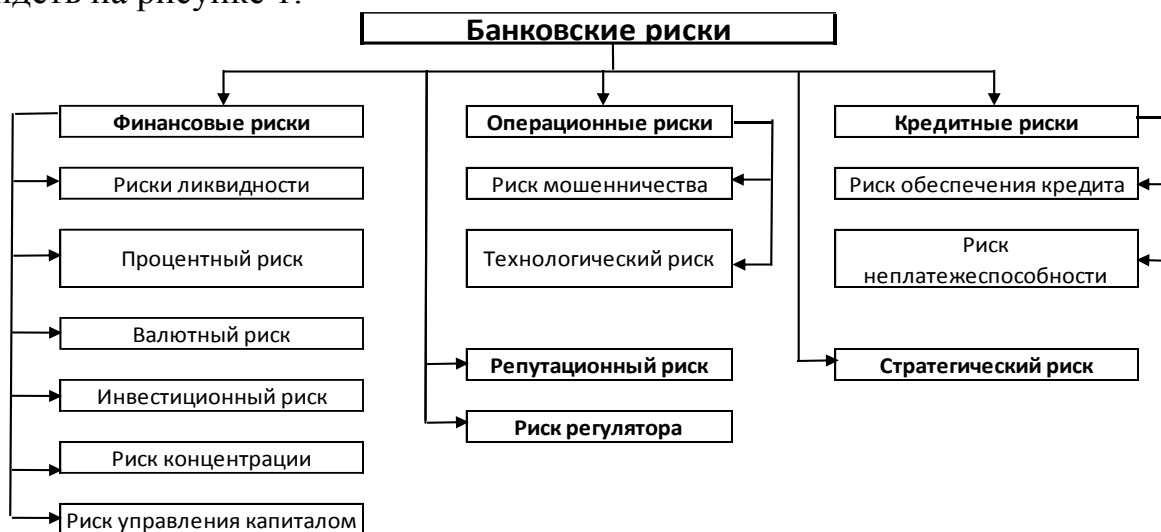 на рисунке 1.
Банковские риски
Финансовые риски
Операционные риски
Кредитные риски
Риски ликвидности
Риск мошенничества
Риск обеспечения кредита
Процентный риск
Технологический риск
Риск
неплатежеспособности
Валютный риск
Репутационный риск
Стратегический риск
Инвестиционный риск
Риск регулятора
Риск концентрации
Риск управления капиталом